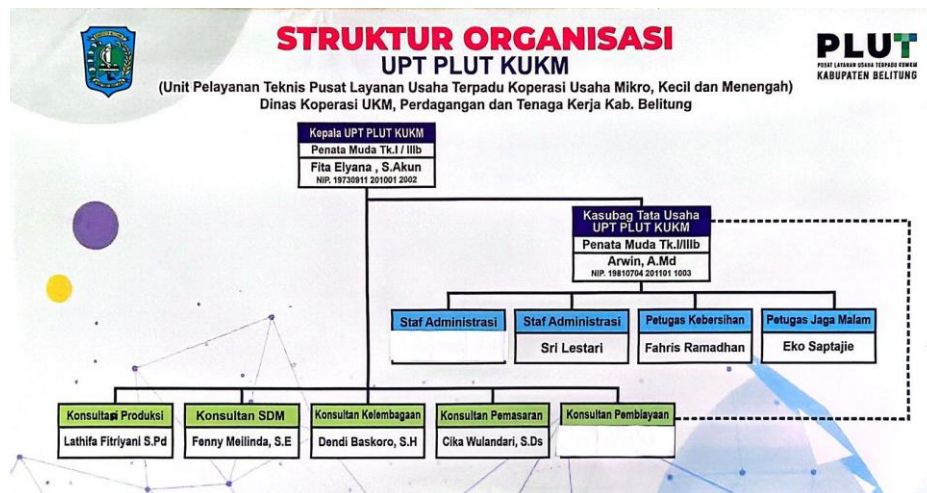 STRUKTUR ORGANISASI
UPT PLUT KUKM
(Unit Pelayanan Teknis Pusat Layanan Usaha Terpadu Koperasi Usaha Mikro, Kecil dan Menengah)
Dinas Koperasi UKM, Perdagangan dan Tenaga Kerja Kab. Belitung
PLUT
PUSAT LAYANAN USAHA TERPADU KUMKM
KABUPATEN BELITUNG
Kepala UPT PLUT KUKM
Penata Muda Tk.I / IIIb
Fita Elyana , S.Akun
NIP. 19730911 201001 2002
Kasubag Tata Usaha
UPT PLUT KUKM
Penata Muda Tk.I/IIIb
Arwin, A.Md
NIP. 19810704 201101 1003
Staf Administrasi
Staf Administrasi
Sri Lestari
Petugas Kebersihan
Fahris Ramadhan
Petugas Jaga Malam
Eko Saptajie
Konsultasi Produksi
Lathifa Fitriyani S.Pd
Konsultan SDM
Fenny Meilinda, S.E
Konsultan Kelembagaan
Dendi Baskoro, S.H
Konsultan Pemasaran
Cika Wulandari, S.Ds
Konsultan Pembiayaan